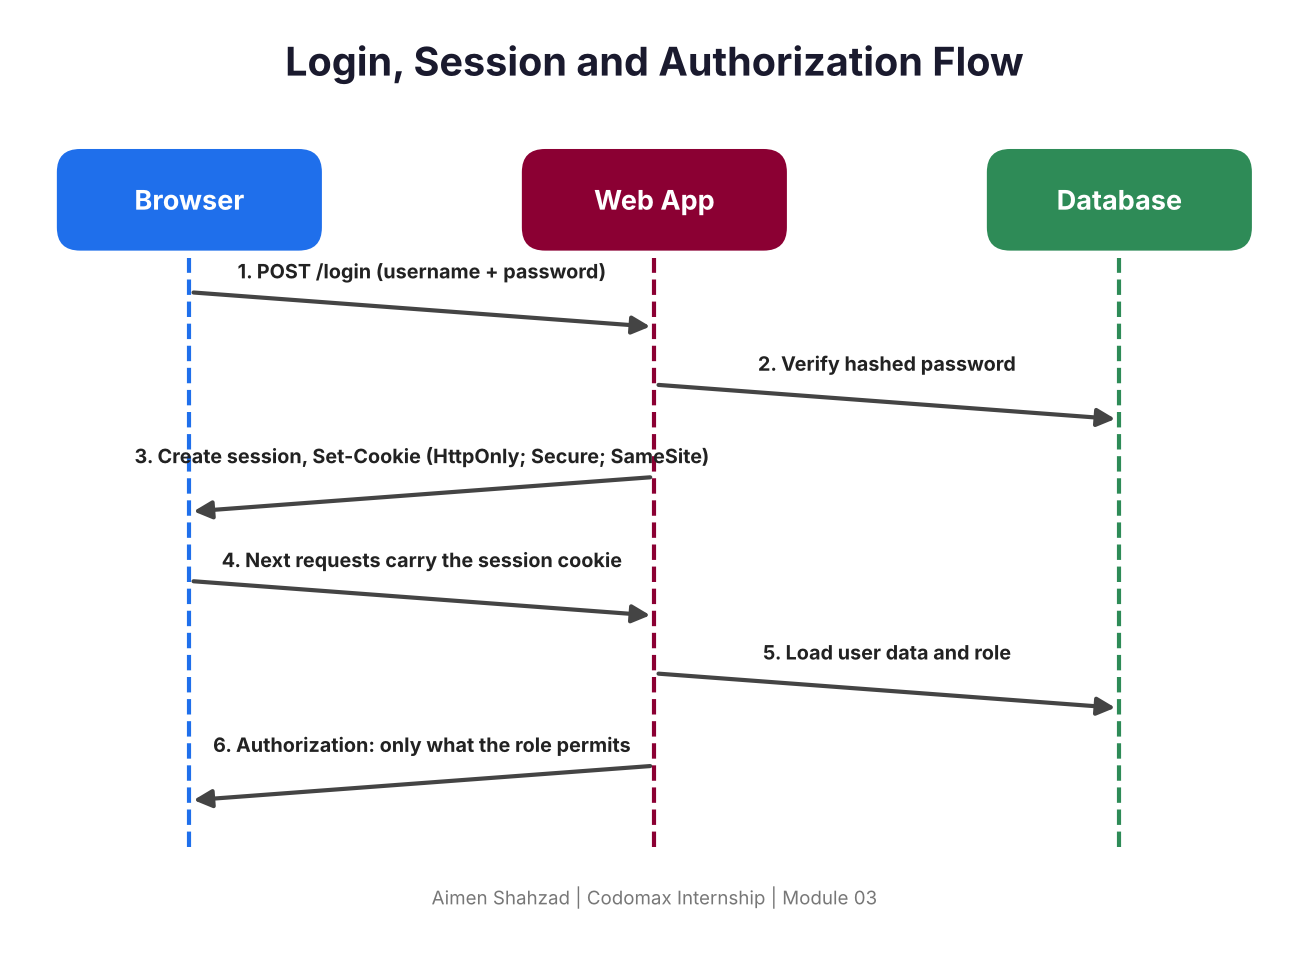 Login, Session and Authorization Flow
Browser
Web App
Database
1. POST /login (username + password)
2. Verify hashed password
3. Create session, Set-Cookie (HttpOnly; Secure; SameSite)
4. Next requests carry the session cookie
5. Load user data and role
6. Authorization: only what the role permits
Aimen Shahzad | Codomax Internship | Module 03